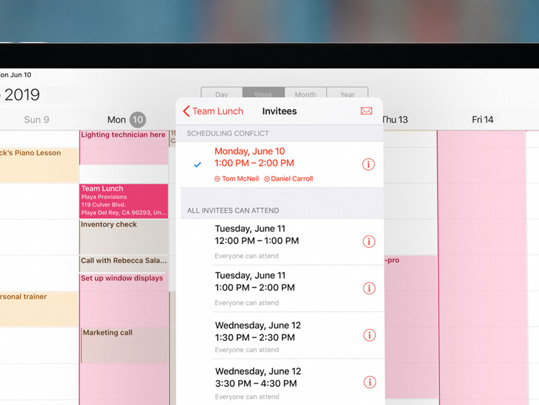 on Jun 10
2019
Day Week Month Year
Sun 9
Mon 10
Thu 13
Fri 14
Team Lunch
Invitees
SCHEDULING CONFLICT
Monday, June 10
1:00 PM – 2:00 PM
Tom McNeil Daniel Carroll
ALL INVITEES CAN ATTEND
Tuesday, June 11
12:00 PM – 1:00 PM
Everyone can attend
Tuesday, June 11
1:00 PM – 2:00 PM
Everyone can attend
Wednesday, June 12
1:30 PM – 2:30 PM
Everyone can attend
Wednesday, June 12
3:30 PM – 4:30 PM
Everyone can attend
Lighting technician here
ck's Piano Lesson
Team Lunch
Playa Provisions
119 Culver Blvd.
Playa Del Rey, CA 90293, Un...
Inventory check
Call with Rebecca Sala...
Set up window displays
rsonal trainer
Marketing call
-pro